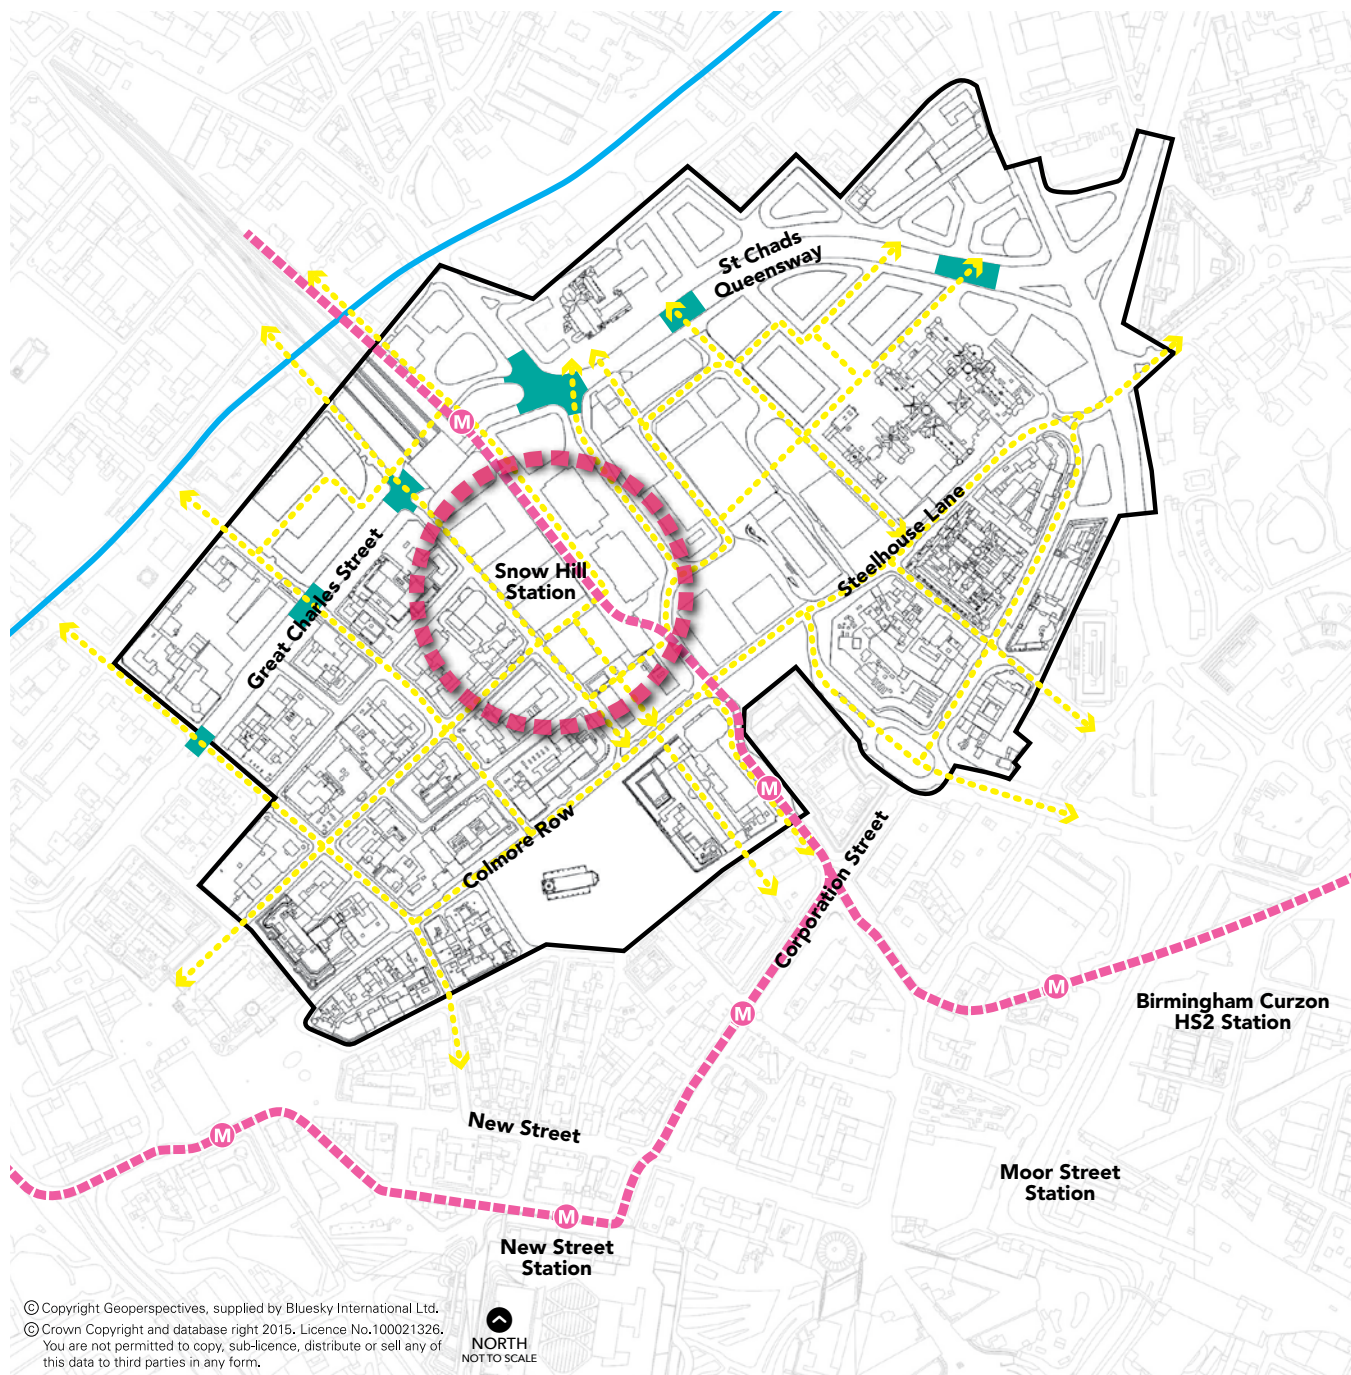 St Chads
Queensway
M
Great Charles Street
Steelhouse Lane
Snow Hill
Station
M
Colmore Row
Corporation Street
M
Birmingham Curzon
HS2 Station
M
New Street
M
Moor Street
Station
M
New Street
Station
© Copyright Geoperspectives, supplied by Bluesky International Ltd.
© Crown Copyright and database right 2015. Licence No.100021326.
You are not permitted to copy, sub-licence, distribute or sell any of
this data to third parties in any form.
NORTH
NOT TO SCALE